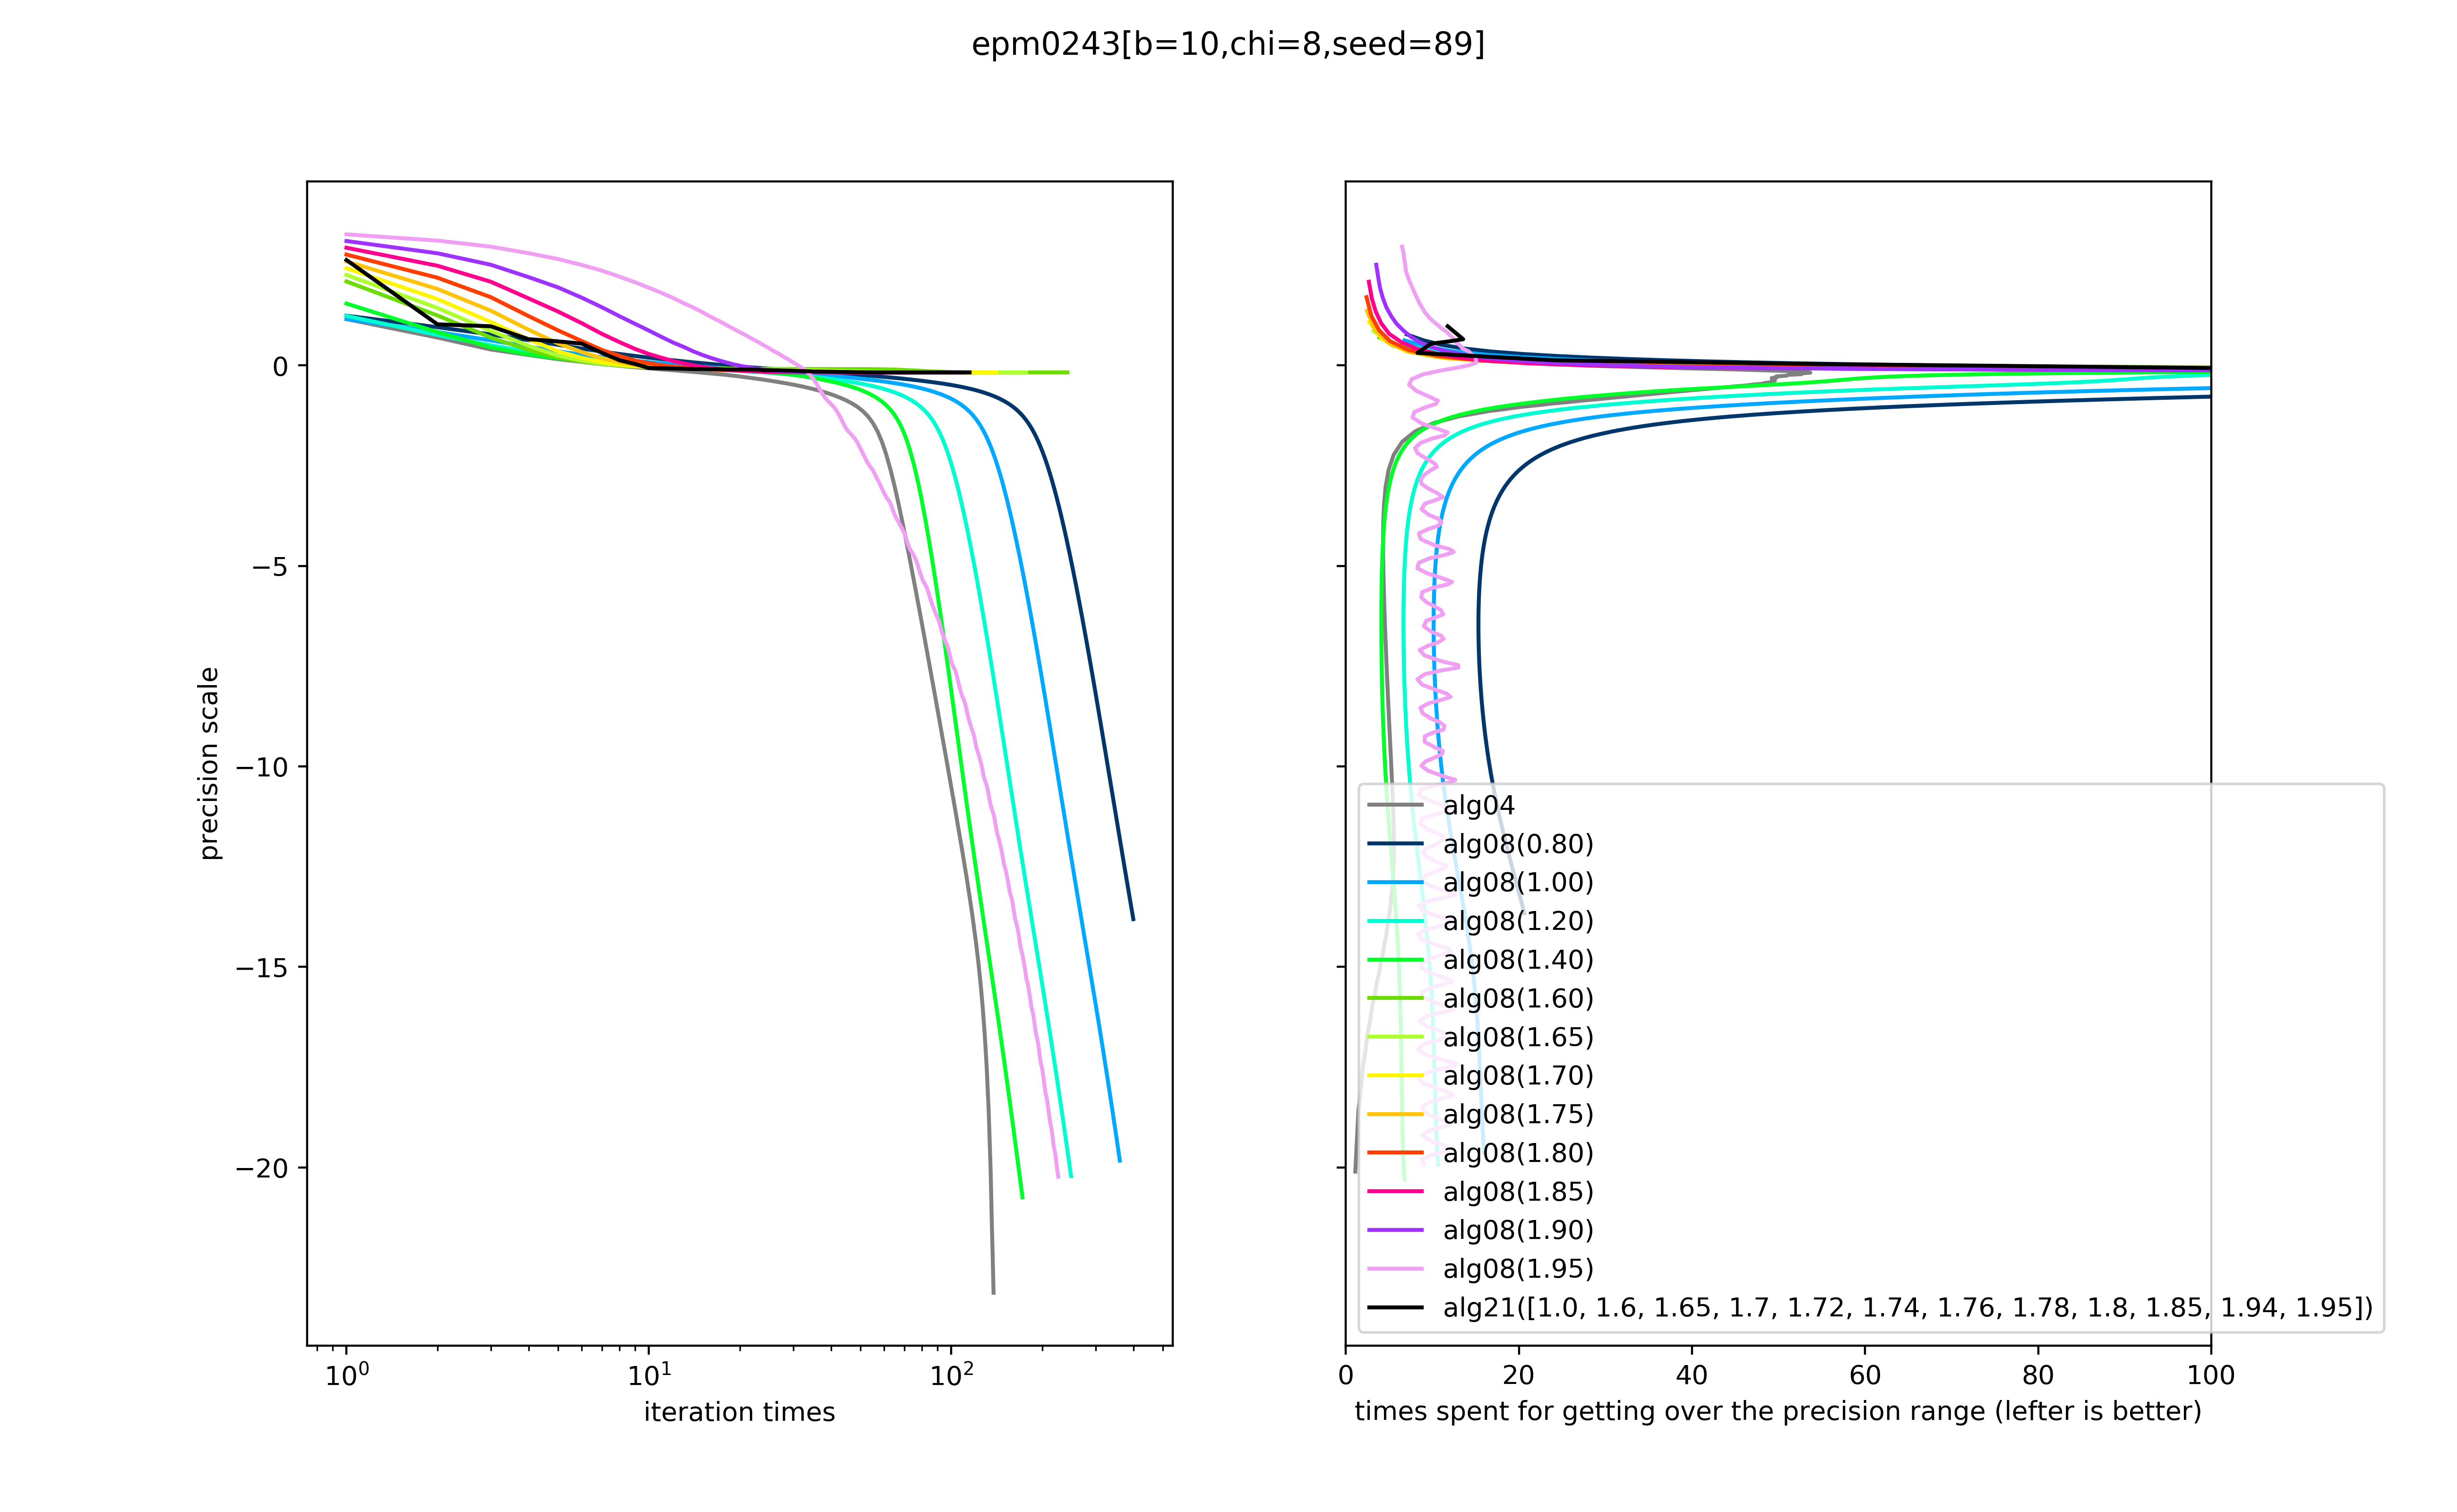 epm0243[b=10,chi=8,seed=89]
precision scale
0
−5
−10
−15
−20
10^0
10^1
10^2
iteration times
alg04
alg08(0.80)
alg08(1.00)
alg08(1.20)
alg08(1.40)
alg08(1.60)
alg08(1.65)
alg08(1.70)
alg08(1.75)
alg08(1.80)
alg08(1.85)
alg08(1.90)
alg08(1.95)
alg21([1.0, 1.6, 1.65, 1.7, 1.72, 1.74, 1.76, 1.78, 1.8, 1.85, 1.94, 1.95])
0 20 40 60 80 100
times spent for getting over the precision range (lefter is better)